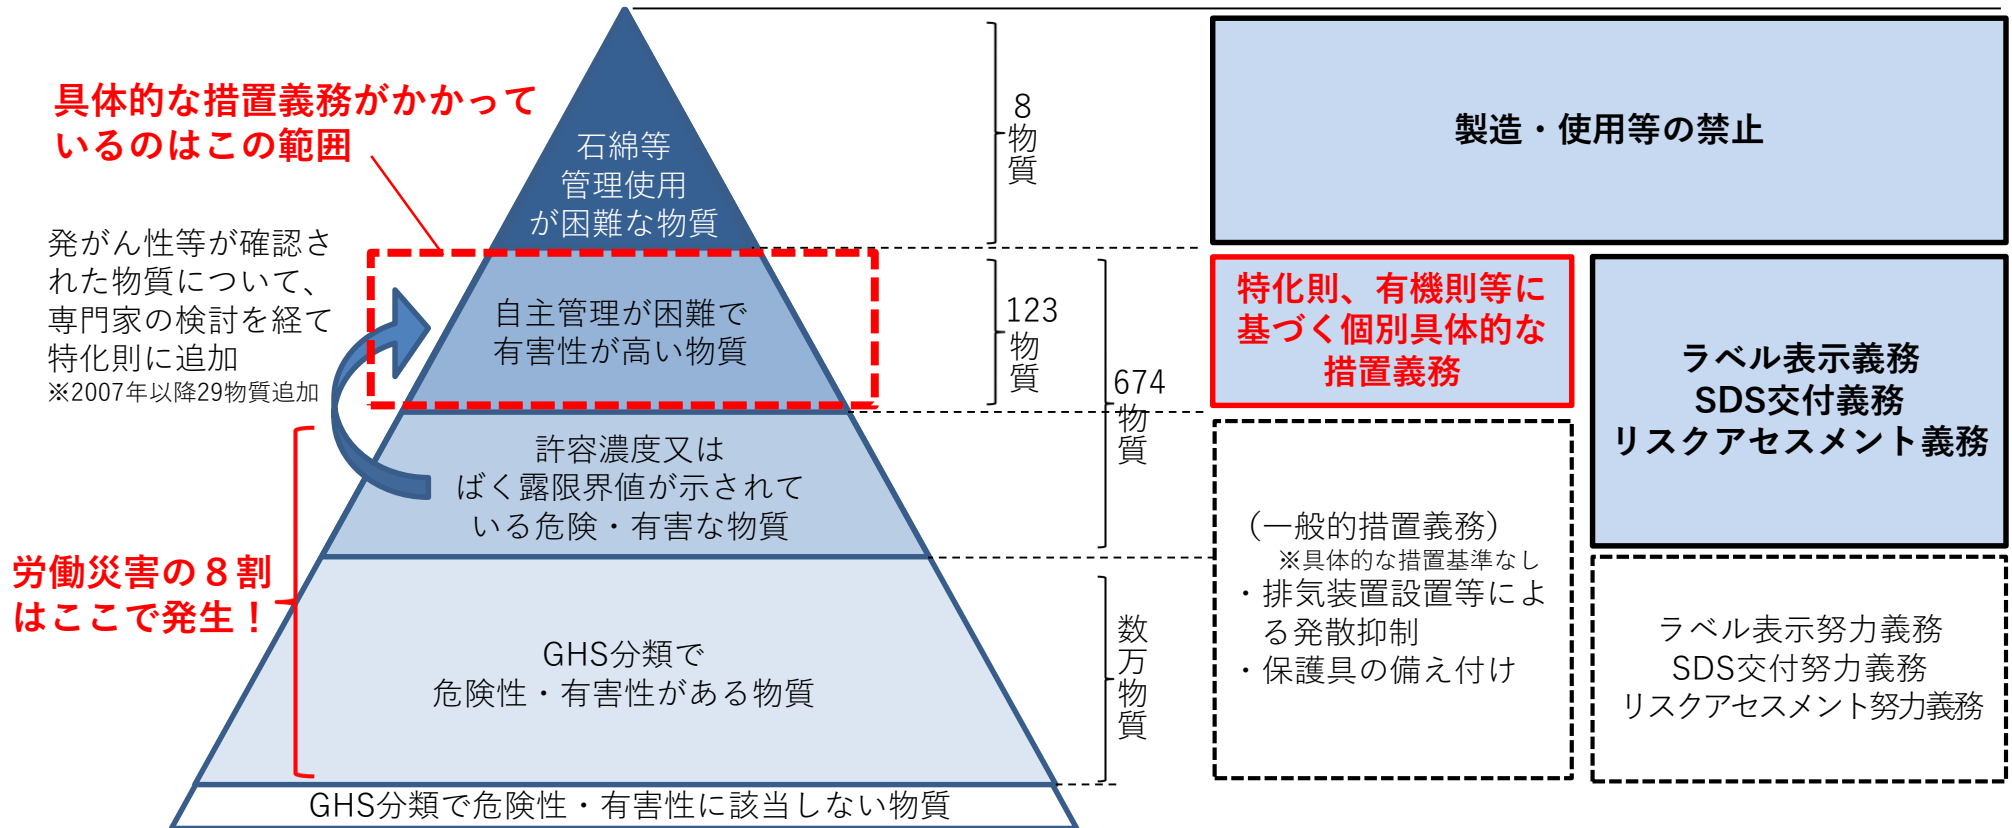 具体的な措置義務がかかって
いるのはこの範囲
発がん性等が確認さ
れた物質について、
専門家の検討を経て
特化則に追加
※2007年以降29物質追加
労働災害の８割
はここで発生！
石綿等
管理使用
が困難な物質
自主管理が困難で
有害性が高い物質
許容濃度又は
ばく露限界値が示されて
いる危険・有害な物質
GHS分類で
危険性・有害性がある物質
GHS分類で危険性・有害性に該当しない物質
8
物質
123
物質
674
物質
数万物質
製造・使用等の禁止
特化則、有機則等に
基づく個別具体的な
措置義務
ラベル表示義務
SDS交付義務
リスクアセスメント義務
（一般的措置義務）
※具体的な措置基準なし
・排気装置設置等によ
る発散抑制
・保護具の備え付け
ラベル表示努力義務
SDS交付努力義務
リスクアセスメント努力義務